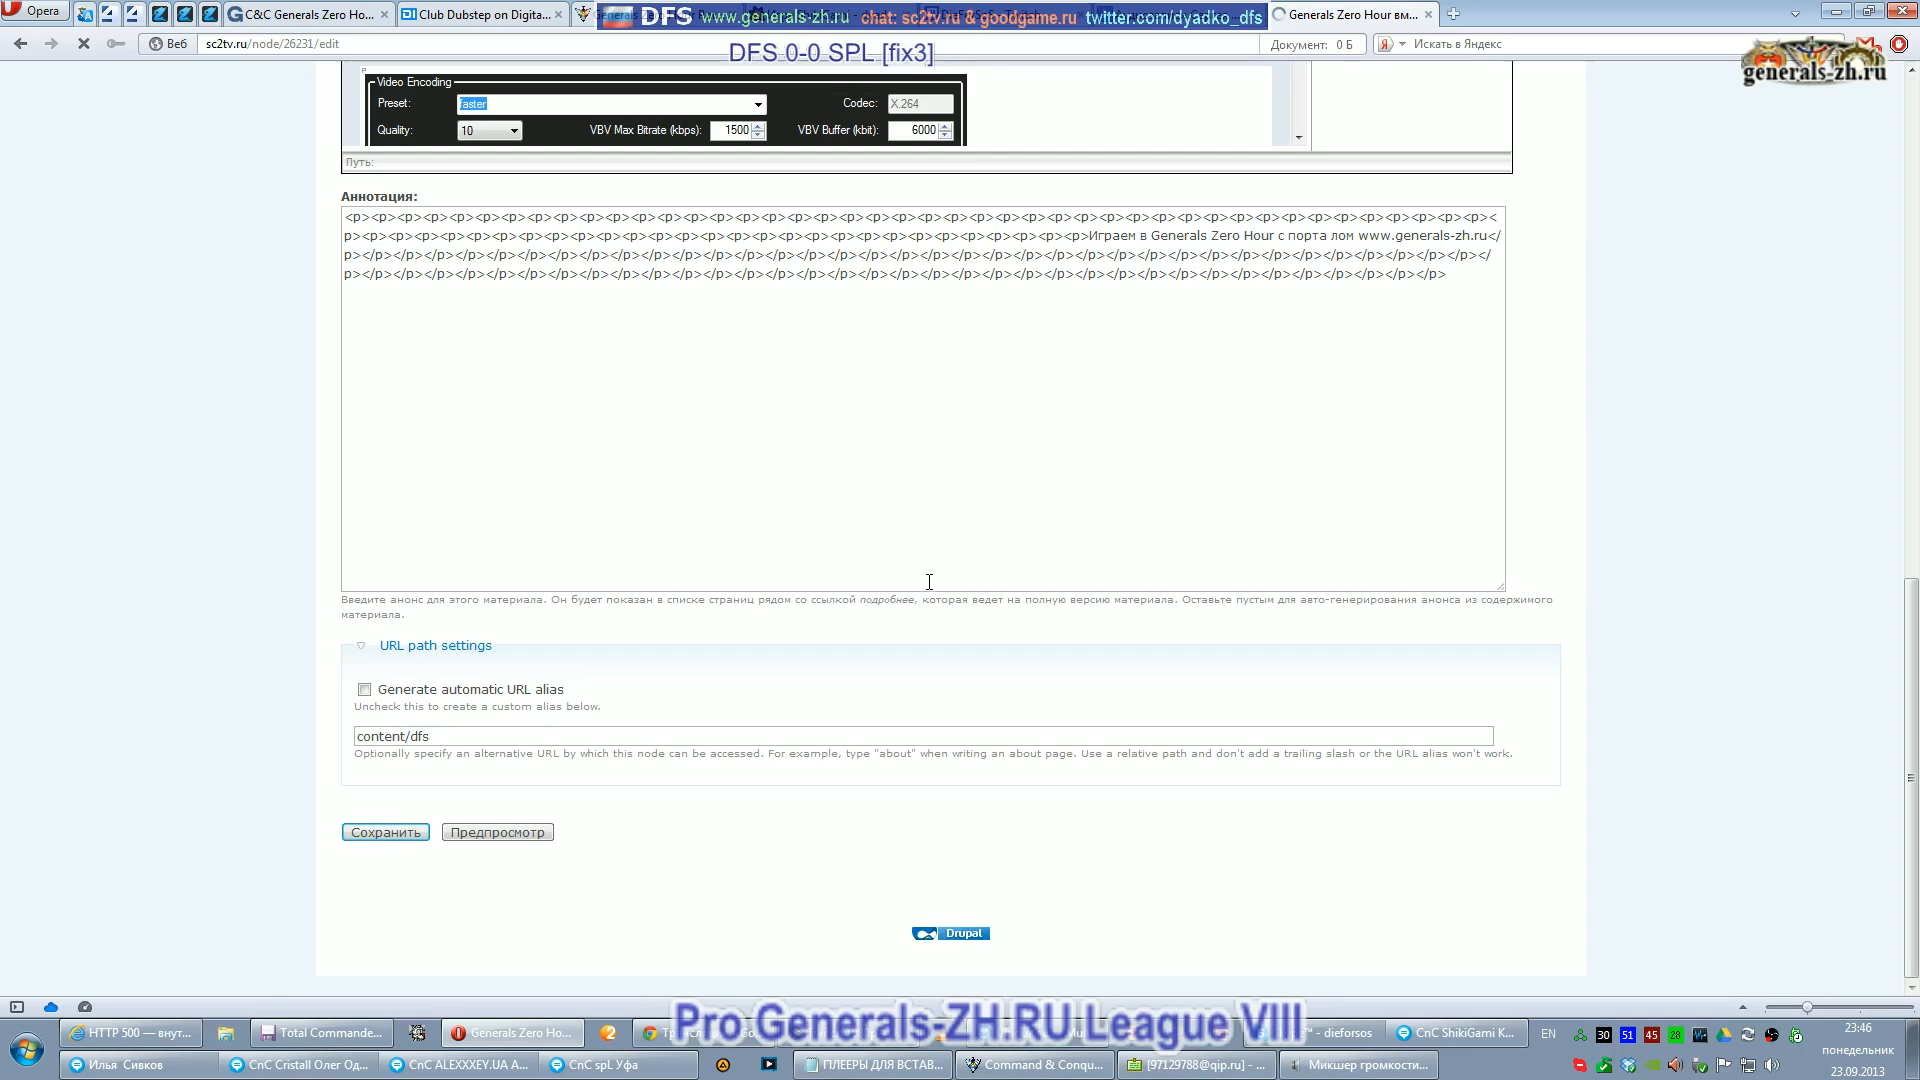 Opera
C&C Generals Zero Ho...
Club Dubstep on Digita...
DFS www.generals-zh.ru chat: sc2tv.ru & goodgame.ru twitter.com/dyadko_dfs
Generals Zero Hour вм...
Веб
sc2tv.ru/node/26231/edit
DFS 0-0 SPL [fix3]
Документ: 0 Б
Искать в Яндекс
generals-zh.ru
Video Encoding
Preset: faster Codec: X.264
Quality: 10 VBV Max Bitrate (kbps): 1500 VBV Buffer (kbit): 6000
Путь:
Аннотация:
<p><p><p><p><p><p><p><p><p><p><p><p><p><p><p><p><p><p><p><p><p><p><p><p><p><p><p><p><p><p><p><p><p><p><p><p><p><p><p><p><p><p><p><p><
p><p><p><p><p><p><p><p><p><p><p><p><p><p><p><p><p><p><p><p><p><p><p><p><p><p><p><p><p>Играем в Generals Zero Hour с порта лом www.generals-zh.ru</
p></p></p></p></p></p></p></p></p></p></p></p></p></p></p></p></p></p></p></p></p></p></p></p></p></p></p></p></p></p></p></p></p></p></p></p></p></
p></p></p></p></p></p></p></p></p></p></p></p></p></p></p></p></p></p></p></p></p></p></p></p></p></p></p></p></p></p></p></p></p></p></p></p>
Введите анонс для этого материала. Он будет показан в списке страниц рядом со ссылкой подробнее, которая ведет на полную версию материала. Оставьте пустым для авто-генерирования анонса из содержимого
материала.
URL path settings
Generate automatic URL alias
Uncheck this to create a custom alias below.
content/dfs
Optionally specify an alternative URL by which this node can be accessed. For example, type "about" when writing an about page. Use a relative path and don't add a trailing slash or the URL alias won't work.
Сохранить Предпросмотр
Drupal
Pro Generals-ZH.RU League VIII
HTTP 500 — внут...
Total Commande...
Generals Zero Ho...
- dieforsos
CnC ShikiGami K...
EN
30 51 45 28
23:46
Илья Сивков
CnC Cristall Олег Од...
CnC ALEXXXEY.UA А...
CnC spL Уфа
ПЛЕЕРЫ ДЛЯ ВСТАВ...
Command & Conqu...
[97129788@qip.ru] - ...
Микшер громкости...
понедельник
23.09.2013